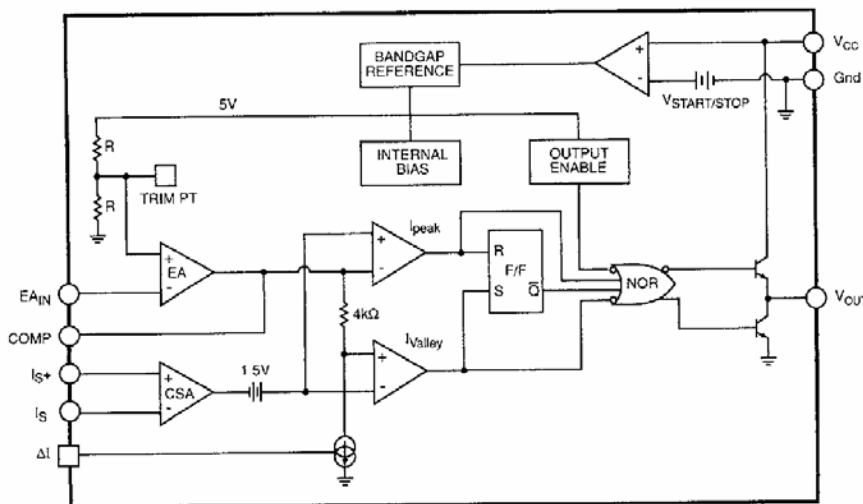 BANDGAP
REFERENCE
VCC
Grid
VSTART/STOP
5V
R
R
TRIM PT
INTERNAL
BIAS
OUTPUT
ENABLE
+
-
Ipeak
+
-
EA
+
-
EAIN
COMP
4kΩ
R
F/F
S
Q̅
NOR
VOUT
IValley
+
-
1 5V
IS+
IS
CSA
+
-
ΔI